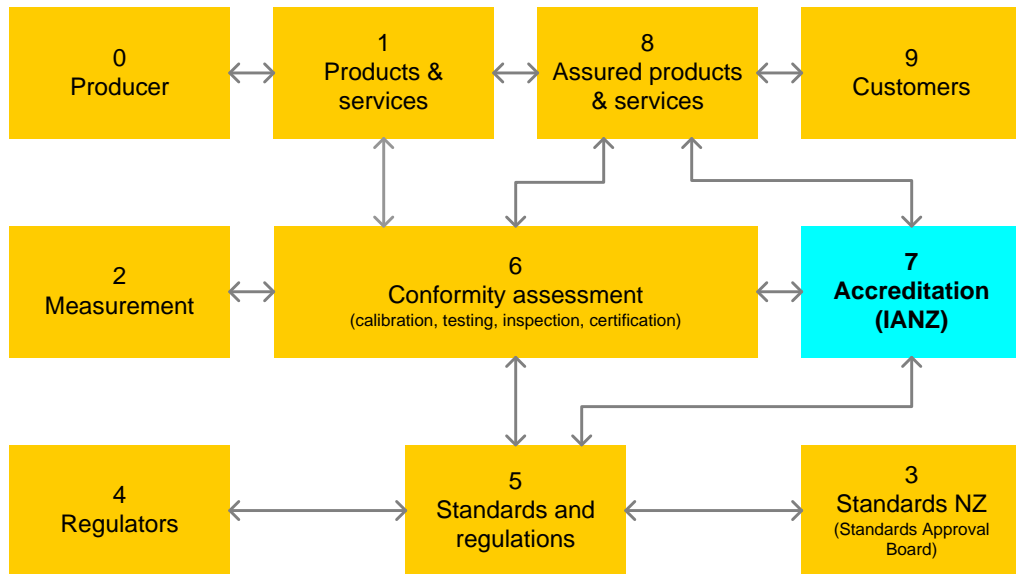 0
Producer
1
Products &
services
8
Assured products
& services
9
Customers
2
Measurement
6
Conformity assessment
(calibration, testing, inspection, certification)
7
Accreditation
(IANZ)
4
Regulators
5
Standards and
regulations
3
Standards NZ
(Standards Approval
Board)